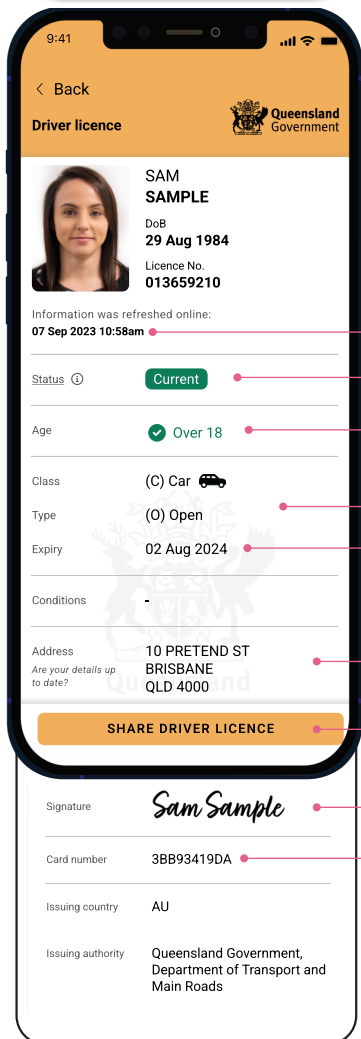 9:41
Back
Driver licence
Queensland
Government
SAM
SAMPLE
DoB
29 Aug 1984
Licence No.
013659210
Information was refreshed online:
07 Sep 2023 10:58am
Status
Current
Age
Over 18
Class
(C) Car
Type
(O) Open
Expiry
02 Aug 2024
Conditions
-
Address
10 PRETEND ST
Are your details up
BRISBANE
to date?
QLD 4000
Queensland
SHARE DRIVER LICENCE
Signature
Sam Sample
Card number
3BB93419DA
Issuing country
AU
Issuing authority
Queensland Government,
Department of Transport and
Main Roads